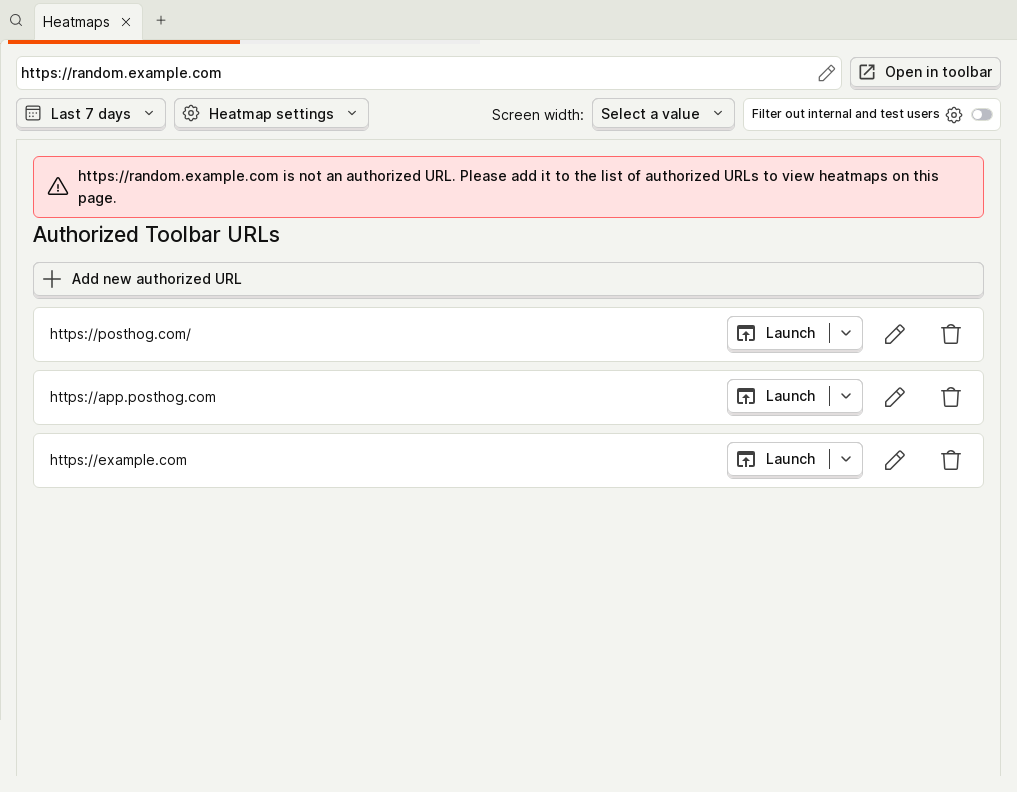 Heatmaps
https://random.example.com
Open in toolbar
Last 7 days
Heatmap settings
Screen width:
Select a value
Filter out internal and test users
https://random.example.com is not an authorized URL. Please add it to the list of authorized URLs to view heatmaps on this
page.
Authorized Toolbar URLs
Add new authorized URL
https://posthog.com/
Launch
https://app.posthog.com
Launch
https://example.com
Launch